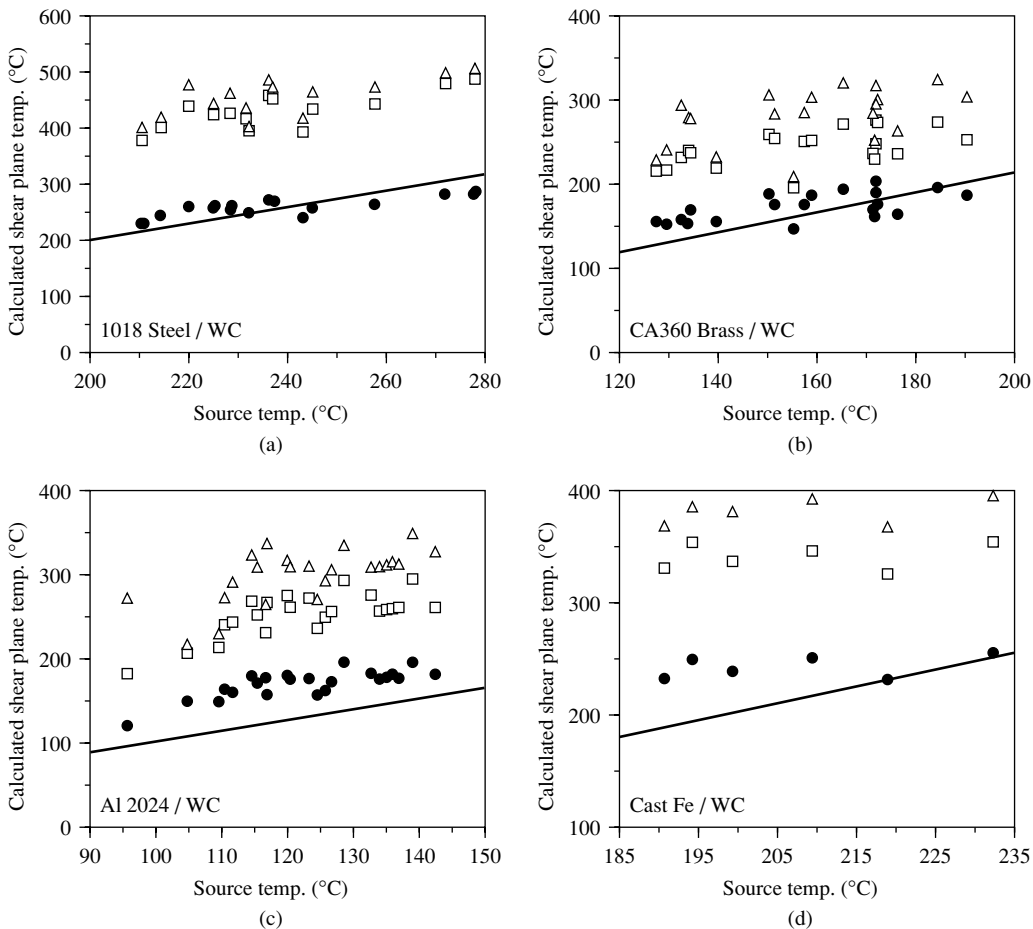 600
500
400
300
200
100
0
Calculated shear plane temp. (°C)
1018 Steel / WC
200 220 240 260 280
Source temp. (°C)
(a)
400
300
200
100
0
Calculated shear plane temp. (°C)
CA360 Brass / WC
120 140 160 180 200
Source temp. (°C)
(b)
400
300
200
100
0
Calculated shear plane temp. (°C)
Al 2024 / WC
90 100 110 120 130 140 150
Source temp. (°C)
(c)
400
300
200
100
Calculated shear plane temp. (°C)
Cast Fe / WC
185 195 205 215 225 235
Source temp. (°C)
(d)